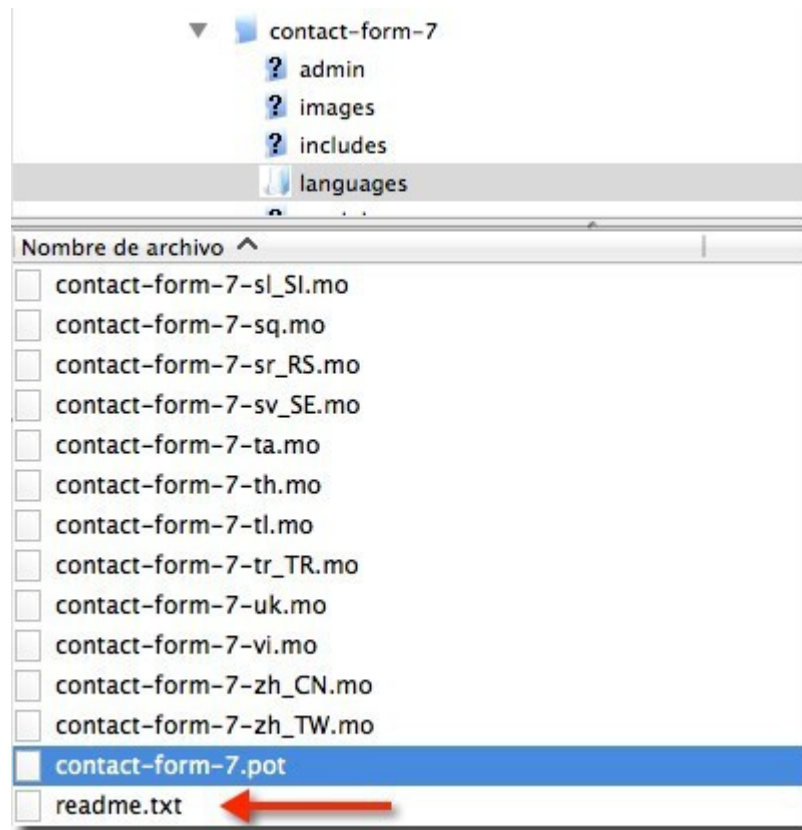 contact-form-7
admin
images
includes
languages
Nombre de archivo
contact-form-7-sl_SI.mo
contact-form-7-sq.mo
contact-form-7-sr_RS.mo
contact-form-7-sv_SE.mo
contact-form-7-ta.mo
contact-form-7-th.mo
contact-form-7-tl.mo
contact-form-7-tr_TR.mo
contact-form-7-uk.mo
contact-form-7-vi.mo
contact-form-7-zh_CN.mo
contact-form-7-zh_TW.mo
contact-form-7.pot
readme.txt